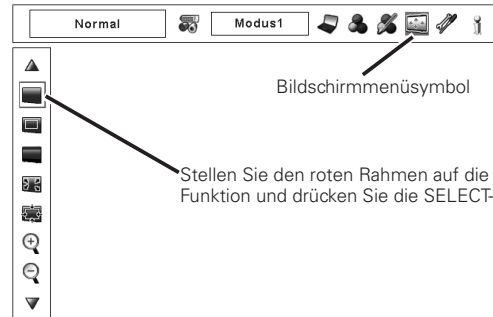 Normal
Modus1
Bildschirmmenüsymbol
Stellen Sie den roten Rahmen auf die
Funktion und drücken Sie die SELECT-